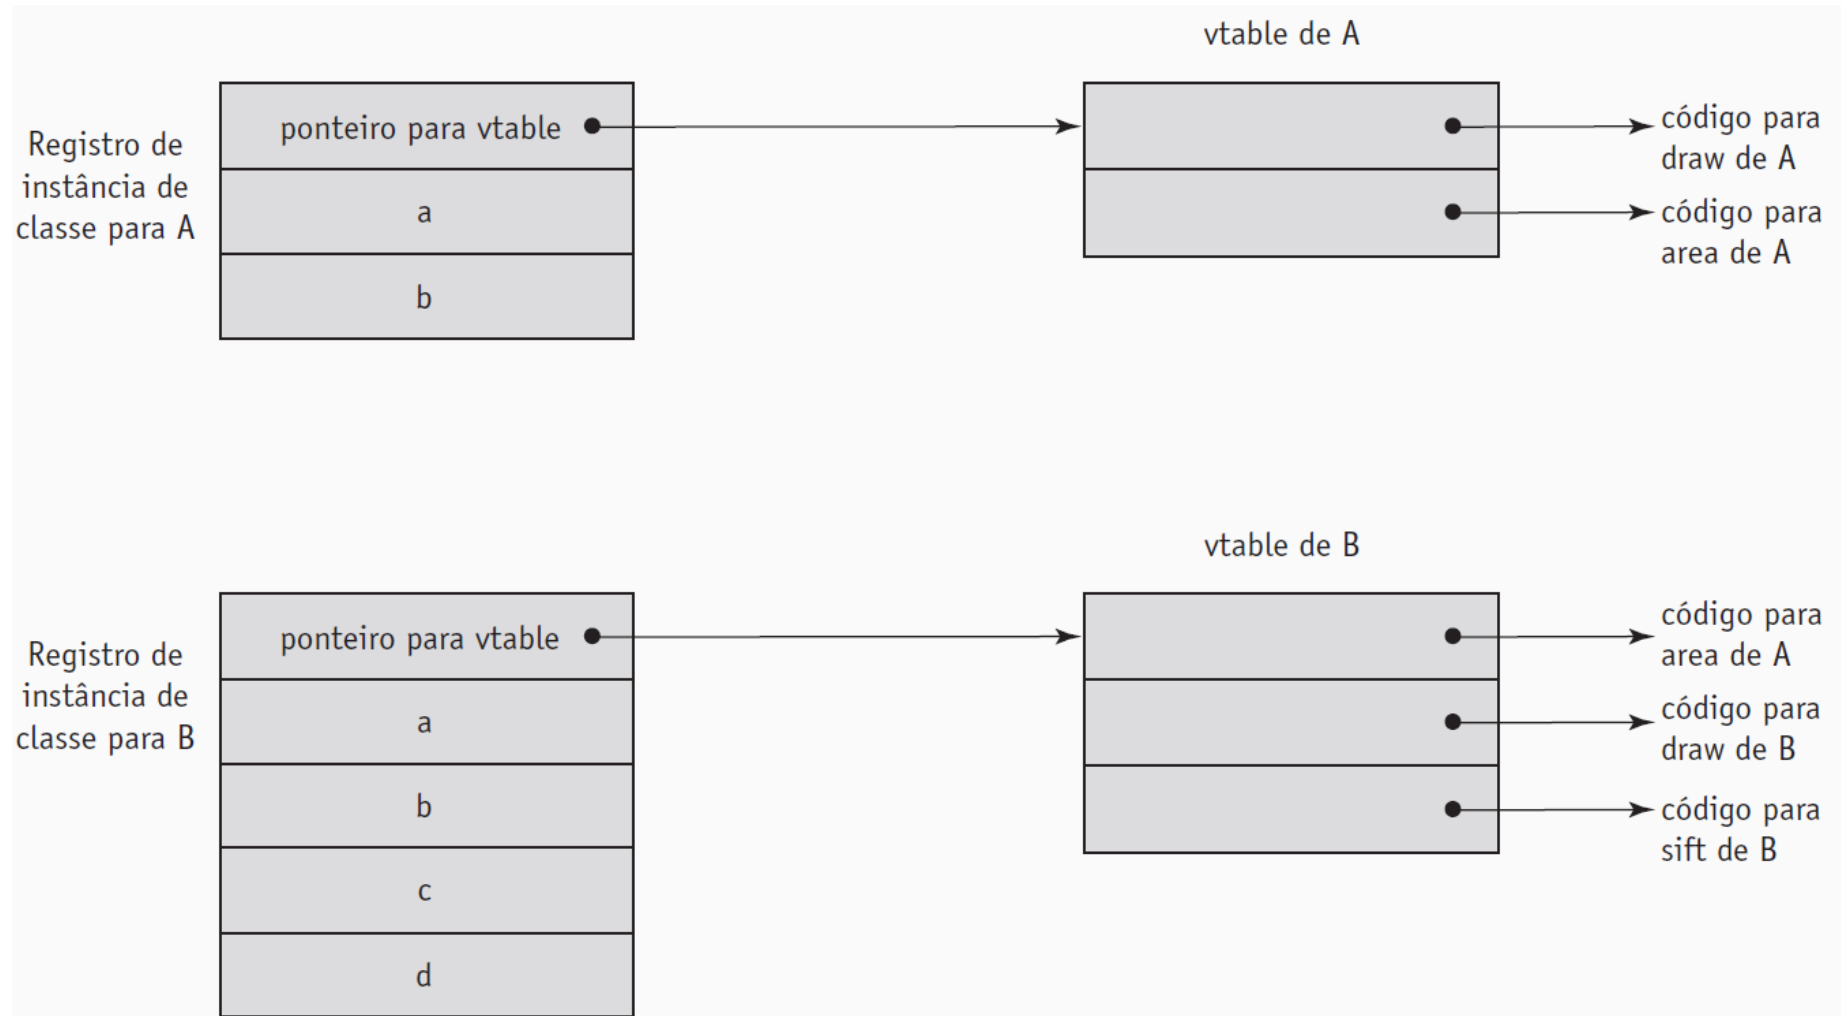 vtable de A
Registro de
instância de
classe para A
ponteiro para vtable
a
b
código para
draw de A
código para
area de A
vtable de B
Registro de
instância de
classe para B
ponteiro para vtable
a
b
c
d
código para
area de A
código para
draw de B
código para
sift de B